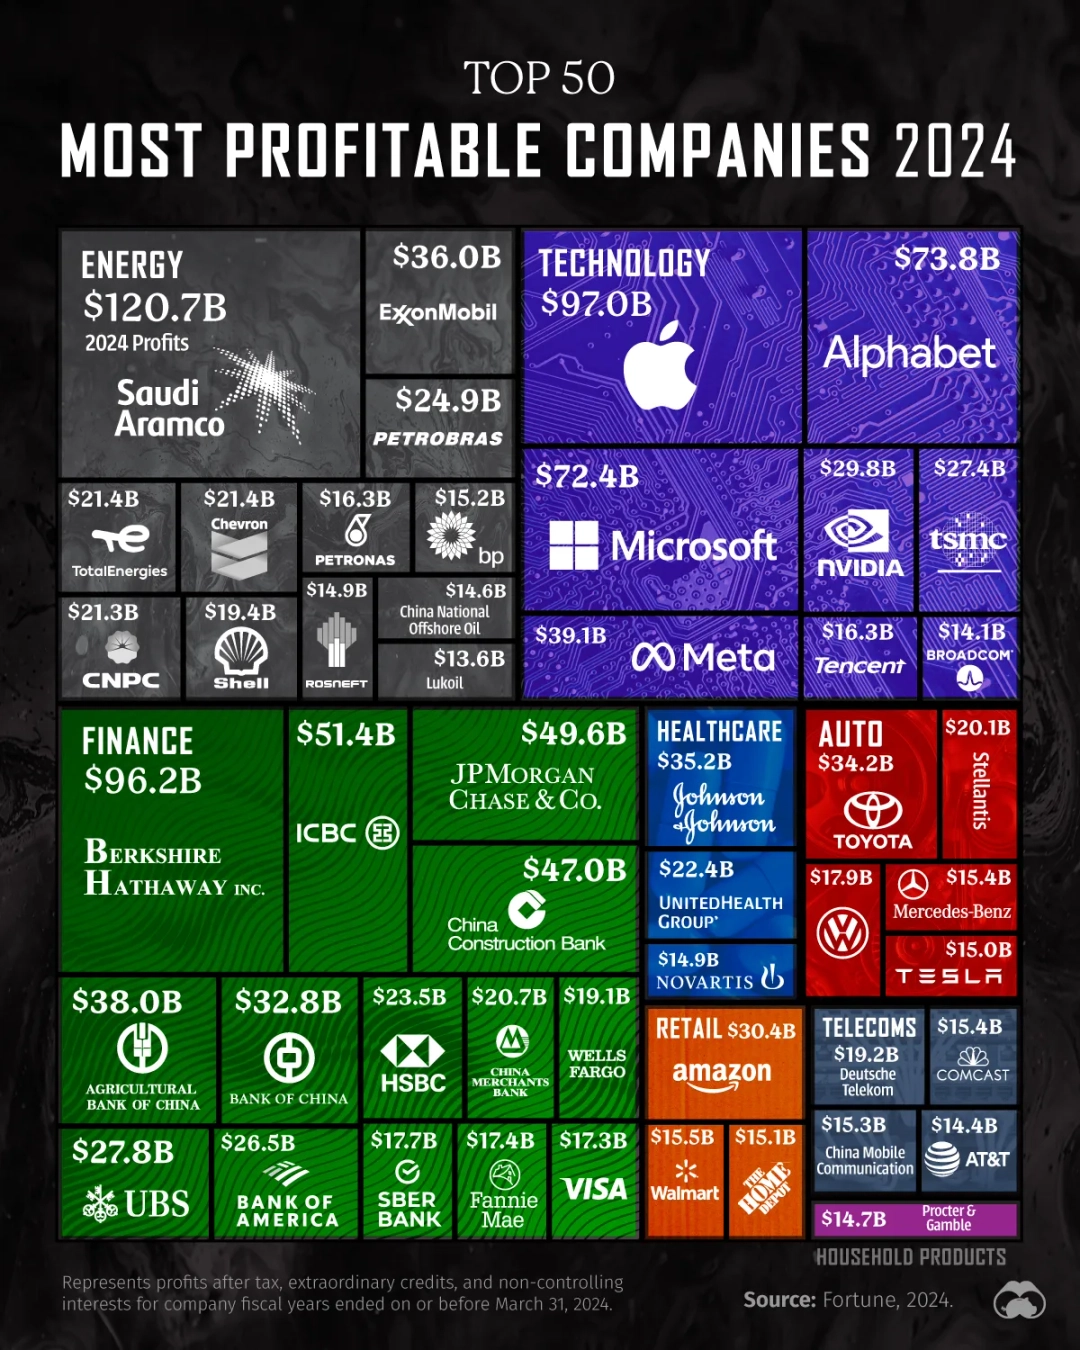 TOP 50
MOST PROFITABLE COMPANIES 2024
ENERGY
$120.7B
2024 Profits
Saudi
Aramco
$36.0B
ExxonMobil
$24.9B
PETROBRAS
$21.4B
TotalEnergies
$21.4B
Chevron
$16.3B
PETRONAS
$15.2B
bp
$21.3B
CNPC
$19.4B
Shell
$14.9B
ROSNEFT
$14.6B
China National
Offshore Oil
$13.6B
Lukoil
TECHNOLOGY
$97.0B
$73.8B
Alphabet
$72.4B
Microsoft
$29.8B
NVIDIA
$27.4B
tsmc
$39.1B
Meta
$16.3B
Tencent
$14.1B
BROADCOM
FINANCE
$96.2B
BERKSHIRE
HATHAWAY INC.
$51.4B
ICBC
$49.6B
JPMORGAN
CHASE & CO.
$47.0B
China
Construction Bank
$38.0B
AGRICULTURAL
BANK OF CHINA
$32.8B
BANK OF CHINA
$23.5B
HSBC
$20.7B
CHINA
MERCHANTS
BANK
$19.1B
WELLS
FARGO
$27.8B
UBS
$26.5B
BANK OF
AMERICA
$17.7B
SBER
BANK
$17.4B
Fannie
Mae
$17.3B
VISA
HEALTHCARE
$35.2B
Johnson
&Johnson
$22.4B
UNITEDHEALTH
GROUP
$14.9B
NOVARTIS
AUTO
$34.2B
TOYOTA
$20.1B
Stellantis
$17.9B
$15.4B
Mercedes-Benz
$15.0B
TESLA
RETAIL $30.4B
amazon
$15.5B
Walmart
$15.1B
THE
HOME
DEPOT
TELECOMS
$19.2B
Deutsche
Telekom
$15.4B
COMCAST
$15.3B
China Mobile
Communication
$14.4B
AT&T
$14.7B
Procter &
Gamble
HOUSEHOLD PRODUCTS
Represents profits after tax, extraordinary credits, and non-controlling
interests for company fiscal years ended on or before March 31, 2024.
Source: Fortune, 2024.